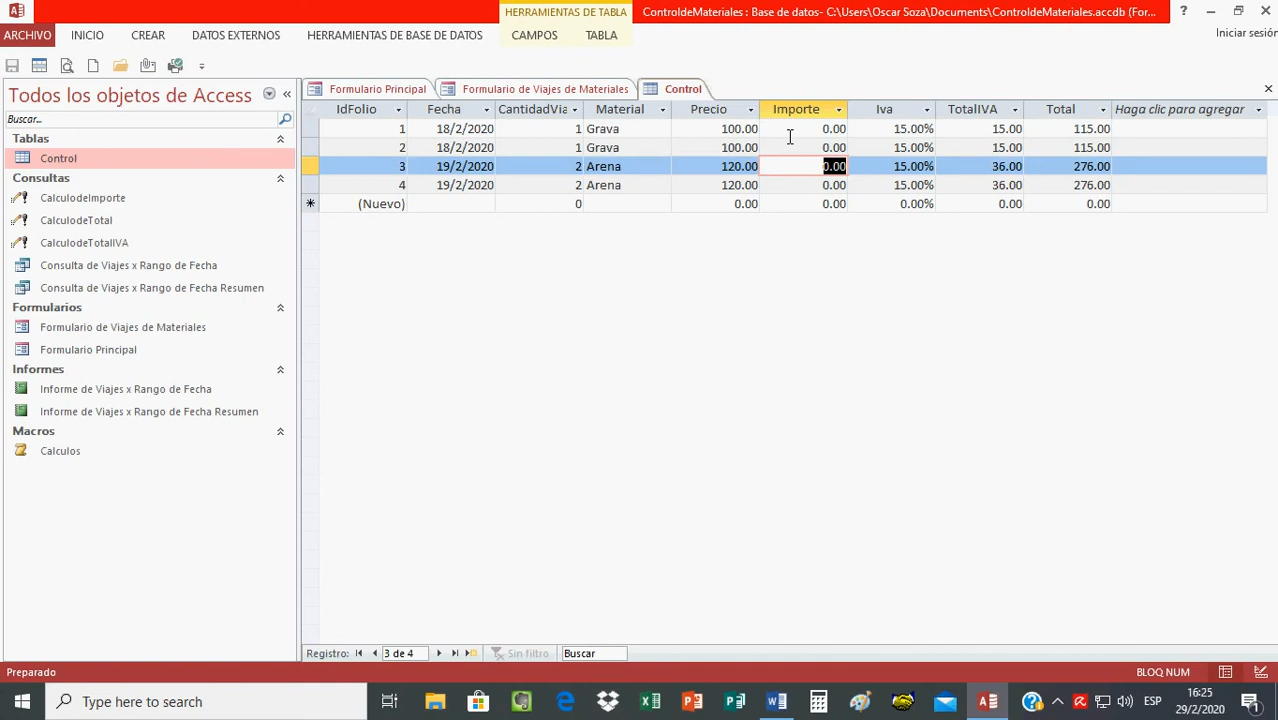 HERRAMIENTAS DE TABLA
ControldeMateriales : Base de datos- C:\Users\Oscar Soza\Documents\ControldeMateriales.accdb (For...
?
ARCHIVO INICIO CREAR DATOS EXTERNOS HERRAMIENTAS DE BASE DE DATOS CAMPOS TABLA
Iniciar sesión
Todos los objetos de Access
Buscar...
Tablas
Control
Consultas
CalculodeImporte
CalculodeTotal
CalculodeTotalIVA
Consulta de Viajes x Rango de Fecha
Consulta de Viajes x Rango de Fecha Resumen
Formularios
Formulario de Viajes de Materiales
Formulario Principal
Informes
Informe de Viajes x Rango de Fecha
Informe de Viajes x Rango de Fecha Resumen
Macros
Calculos
Formulario Principal Formulario de Viajes de Materiales Control
IdFolio Fecha CantidadVia Material Precio Importe Iva TotalIVA Total Haga clic para agregar
1 18/2/2020 1 Grava 100.00 0.00 15.00% 15.00 115.00
2 18/2/2020 1 Grava 100.00 0.00 15.00% 15.00 115.00
3 19/2/2020 2 Arena 120.00 0.00 15.00% 36.00 276.00
4 19/2/2020 2 Arena 120.00 0.00 15.00% 36.00 276.00
(Nuevo) 0 0.00 0.00 0.00% 0.00 0.00
Registro: 3 de 4 Sin filtro Buscar
Preparado BLOQ NUM
Escribe aquí para buscar ESP 16:25
29/2/2020